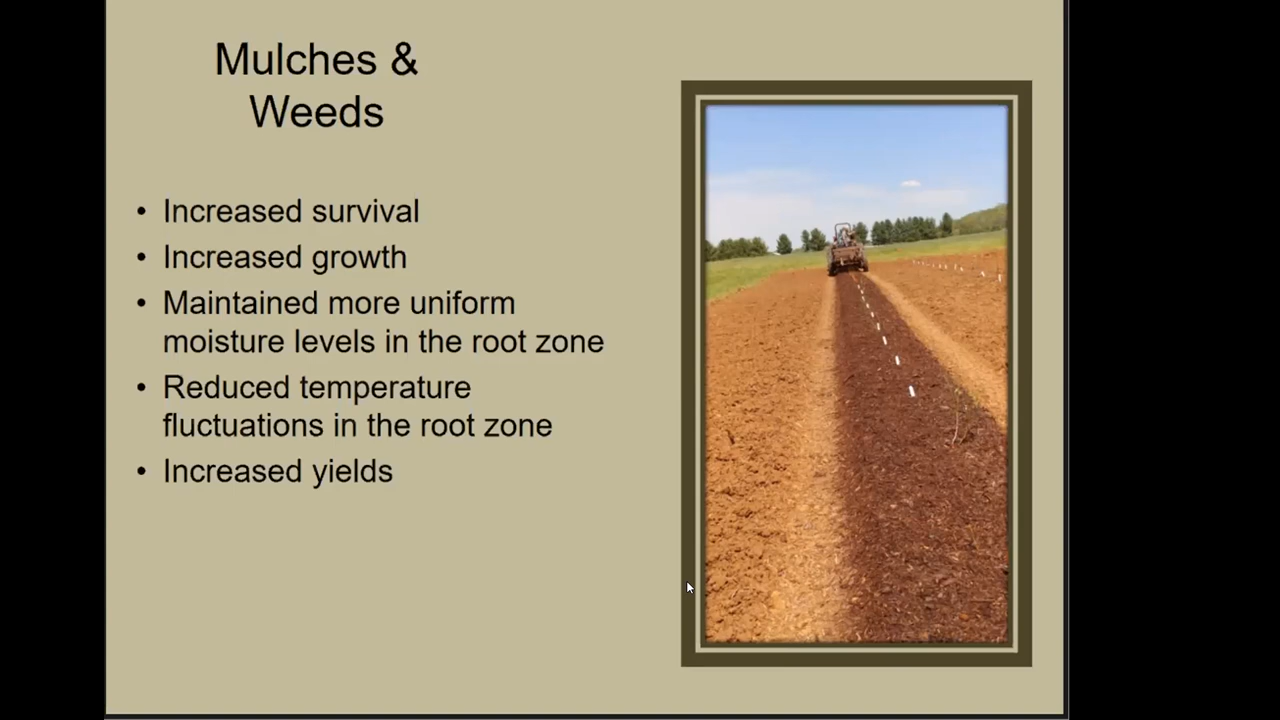 Mulches &
Weeds
• Increased survival
• Increased growth
• Maintained more uniform
moisture levels in the root zone
• Reduced temperature
fluctuations in the root zone
• Increased yields